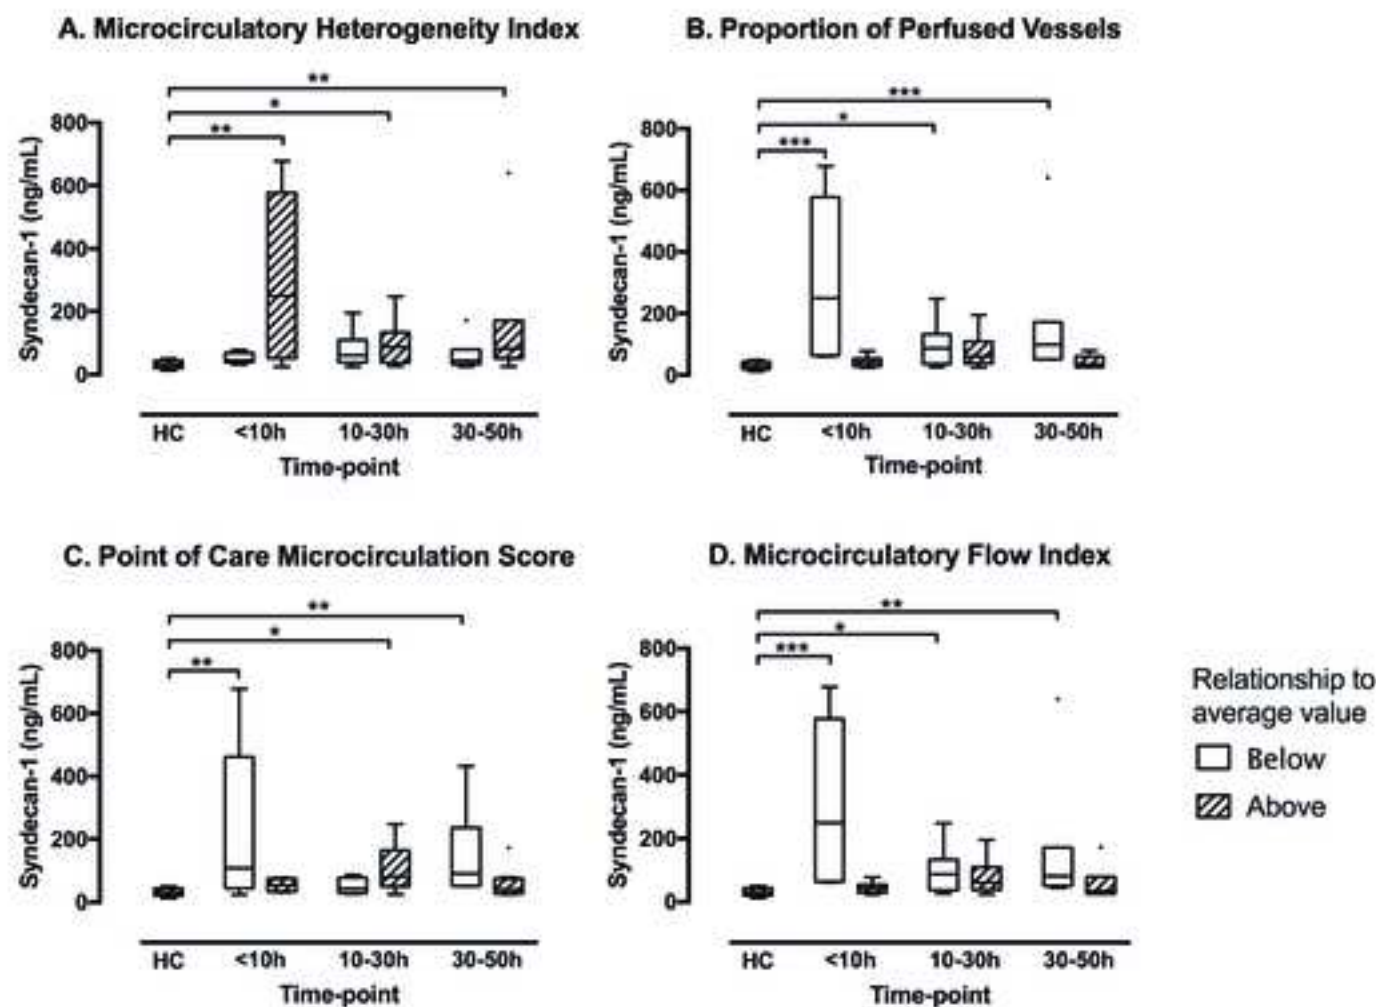 A. Microcirculatory Heterogeneity Index
**
*
**
800
600
400
200
0
Syndecan-1 (ng/mL)
HC <10h 10-30h 30-50h
Time-point
B. Proportion of Perfused Vessels
***
*
***
800
600
400
200
0
Syndecan-1 (ng/mL)
HC <10h 10-30h 30-50h
Time-point
C. Point of Care Microcirculation Score
**
*
**
800
600
400
200
0
Syndecan-1 (ng/mL)
HC <10h 10-30h 30-50h
Time-point
D. Microcirculatory Flow Index
**
*
***
800
600
400
200
0
Syndecan-1 (ng/mL)
HC <10h 10-30h 30-50h
Time-point
Relationship to
average value
Below
Above